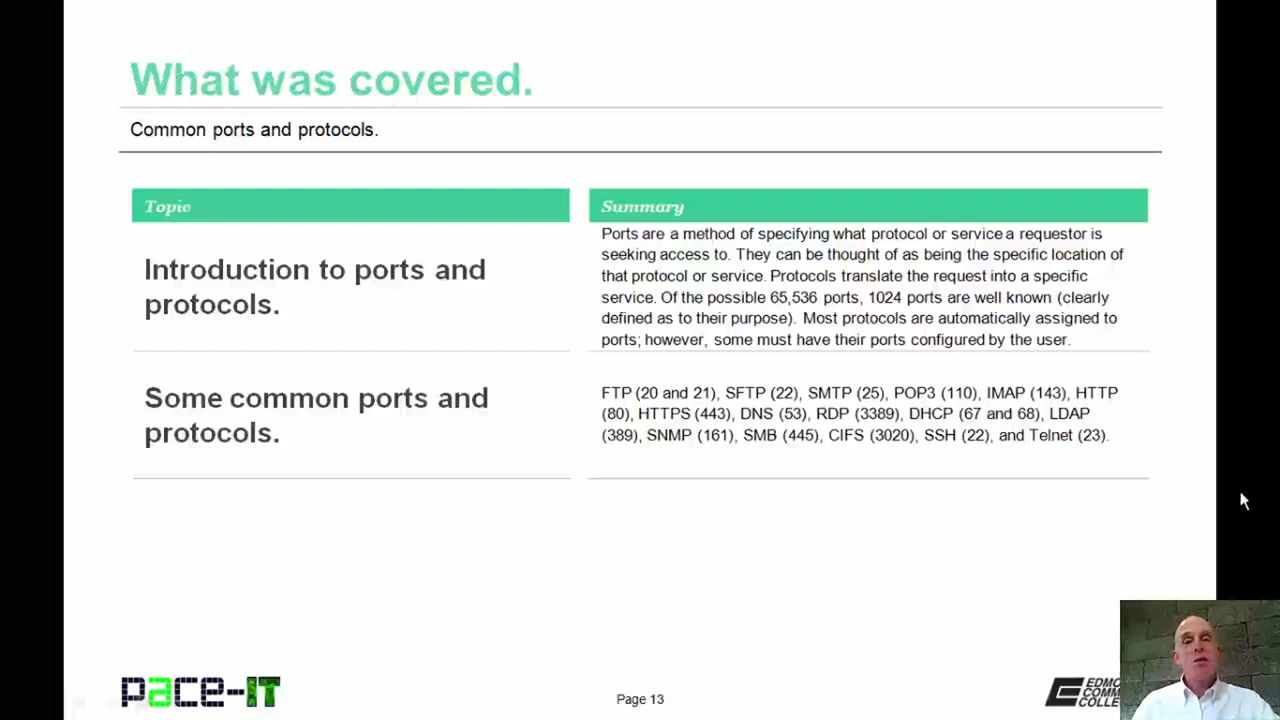 What was covered.
Common ports and protocols.
Topic
Summary
Introduction to ports and
protocols.
Ports are a method of specifying what protocol or service a requestor is
seeking access to. They can be thought of as being the specific location of
that protocol or service. Protocols translate the request into a specific
service. Of the possible 65,536 ports, 1024 ports are well known (clearly
defined as to their purpose). Most protocols are automatically assigned to
ports; however, some must have their ports configured by the user.
Some common ports and
protocols.
FTP (20 and 21), SFTP (22), SMTP (25), POP3 (110), IMAP (143), HTTP
(80), HTTPS (443), DNS (53), RDP (3389), DHCP (67 and 68), LDAP
(389), SNMP (161), SMB (445), CIFS (3020), SSH (22), and Telnet (23).
pace-IT
Page 13